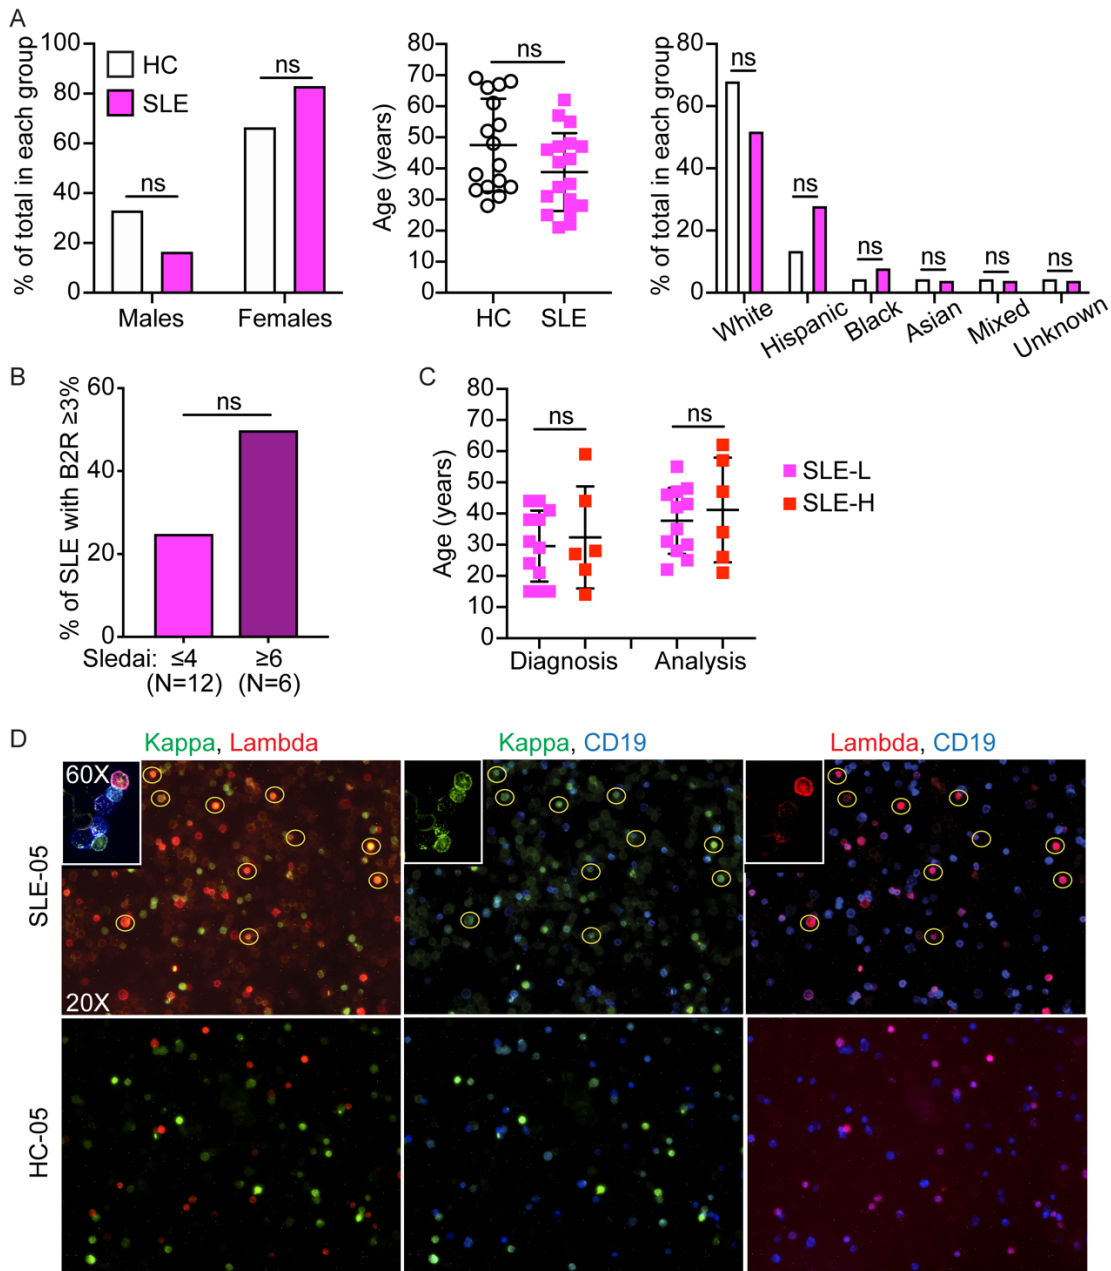 A
% of total in each group
100
80
60
40
20
0
HC
SLE
ns
ns
Males
Females
Age (years)
80
70
60
50
40
30
20
10
0
ns
HC
SLE
% of total in each group
80
60
40
20
0
ns
ns
ns
ns
ns
ns
White
Hispanic
Black
Asian
Mixed
Unknown
B
% of SLE with B2R ≥3%
60
40
20
0
ns
Sledai: ≤4 ≥6
(N=12) (N=6)
C
Age (years)
80
70
60
50
40
30
20
10
0
ns
ns
Diagnosis
Analysis
SLE-L
SLE-H
D
Kappa, Lambda
Kappa, CD19
Lambda, CD19
SLE-05
60X
20X
HC-05